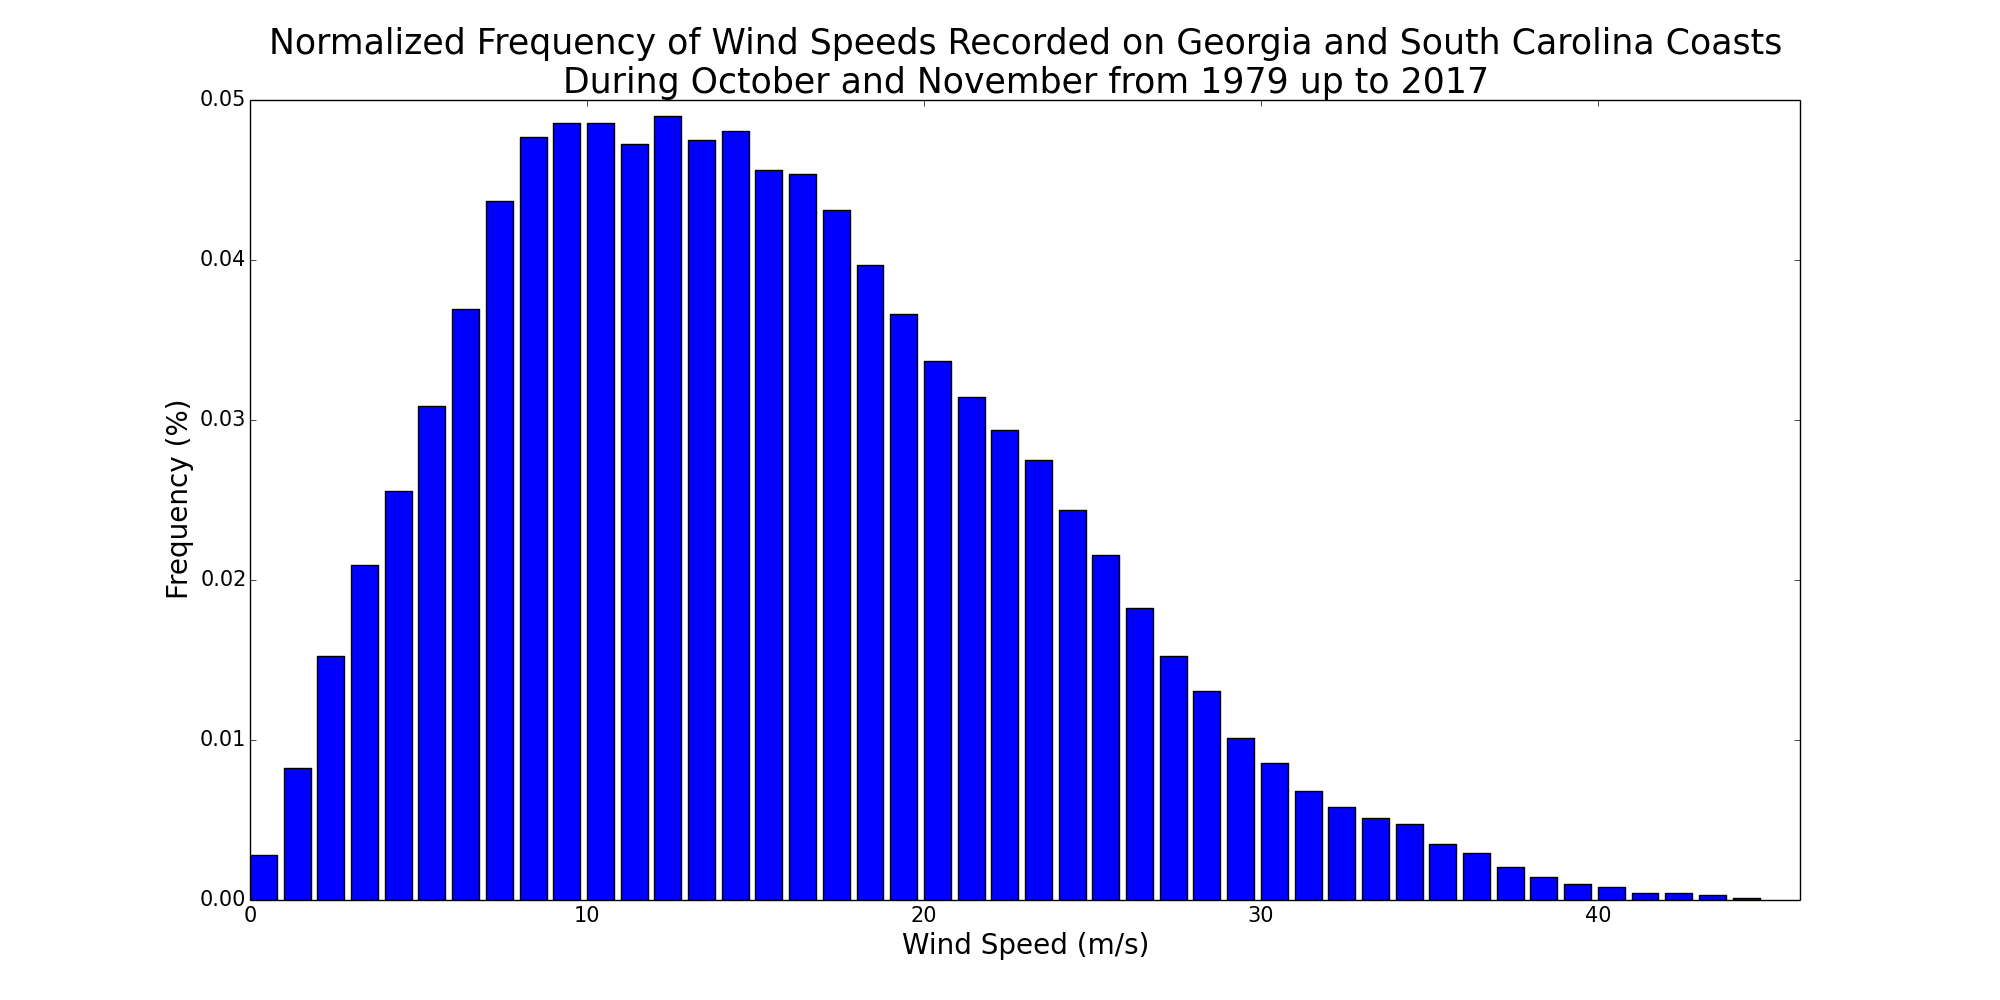 Normalized Frequency of Wind Speeds Recorded on Georgia and South Carolina Coasts
During October and November from 1979 up to 2017
0.05
0.04
0.03
0.02
0.01
0.00
Frequency (%)
0 10 20 30 40
Wind Speed (m/s)